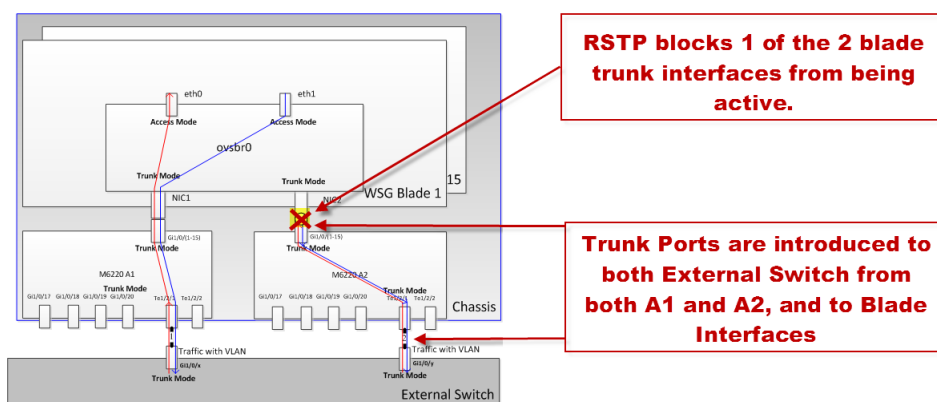 RSTP blocks 1 of the 2 blade
trunk interfaces from being
active.
eth0
eth1
Access Mode
Access Mode
ovsbr0
Trunk Mode
Trunk Mode
15
WSG Blade 1
NIC1
NIC2
Gi1/0/(1-15)
Gi1/0/(1-15)
Trunk Mode
Trunk Mode
M6220 A1
M6220 A2
Trunk Mode
Gi1/0/17
Gi1/0/18
Gi1/0/19
Gi1/0/20
Te1/2/1
Te1/2/2
Gi1/0/17
Gi1/0/18
Gi1/0/19
Gi1/0/20
Te1/2/1
Te1/2/2
Chassis
Trunk Ports are introduced to
both External Switch from
both A1 and A2, and to Blade
Interfaces
Traffic with VLAN
Traffic with VLAN
Gi1/0/x
Gi1/0/y
Trunk Mode
Trunk Mode
External Switch